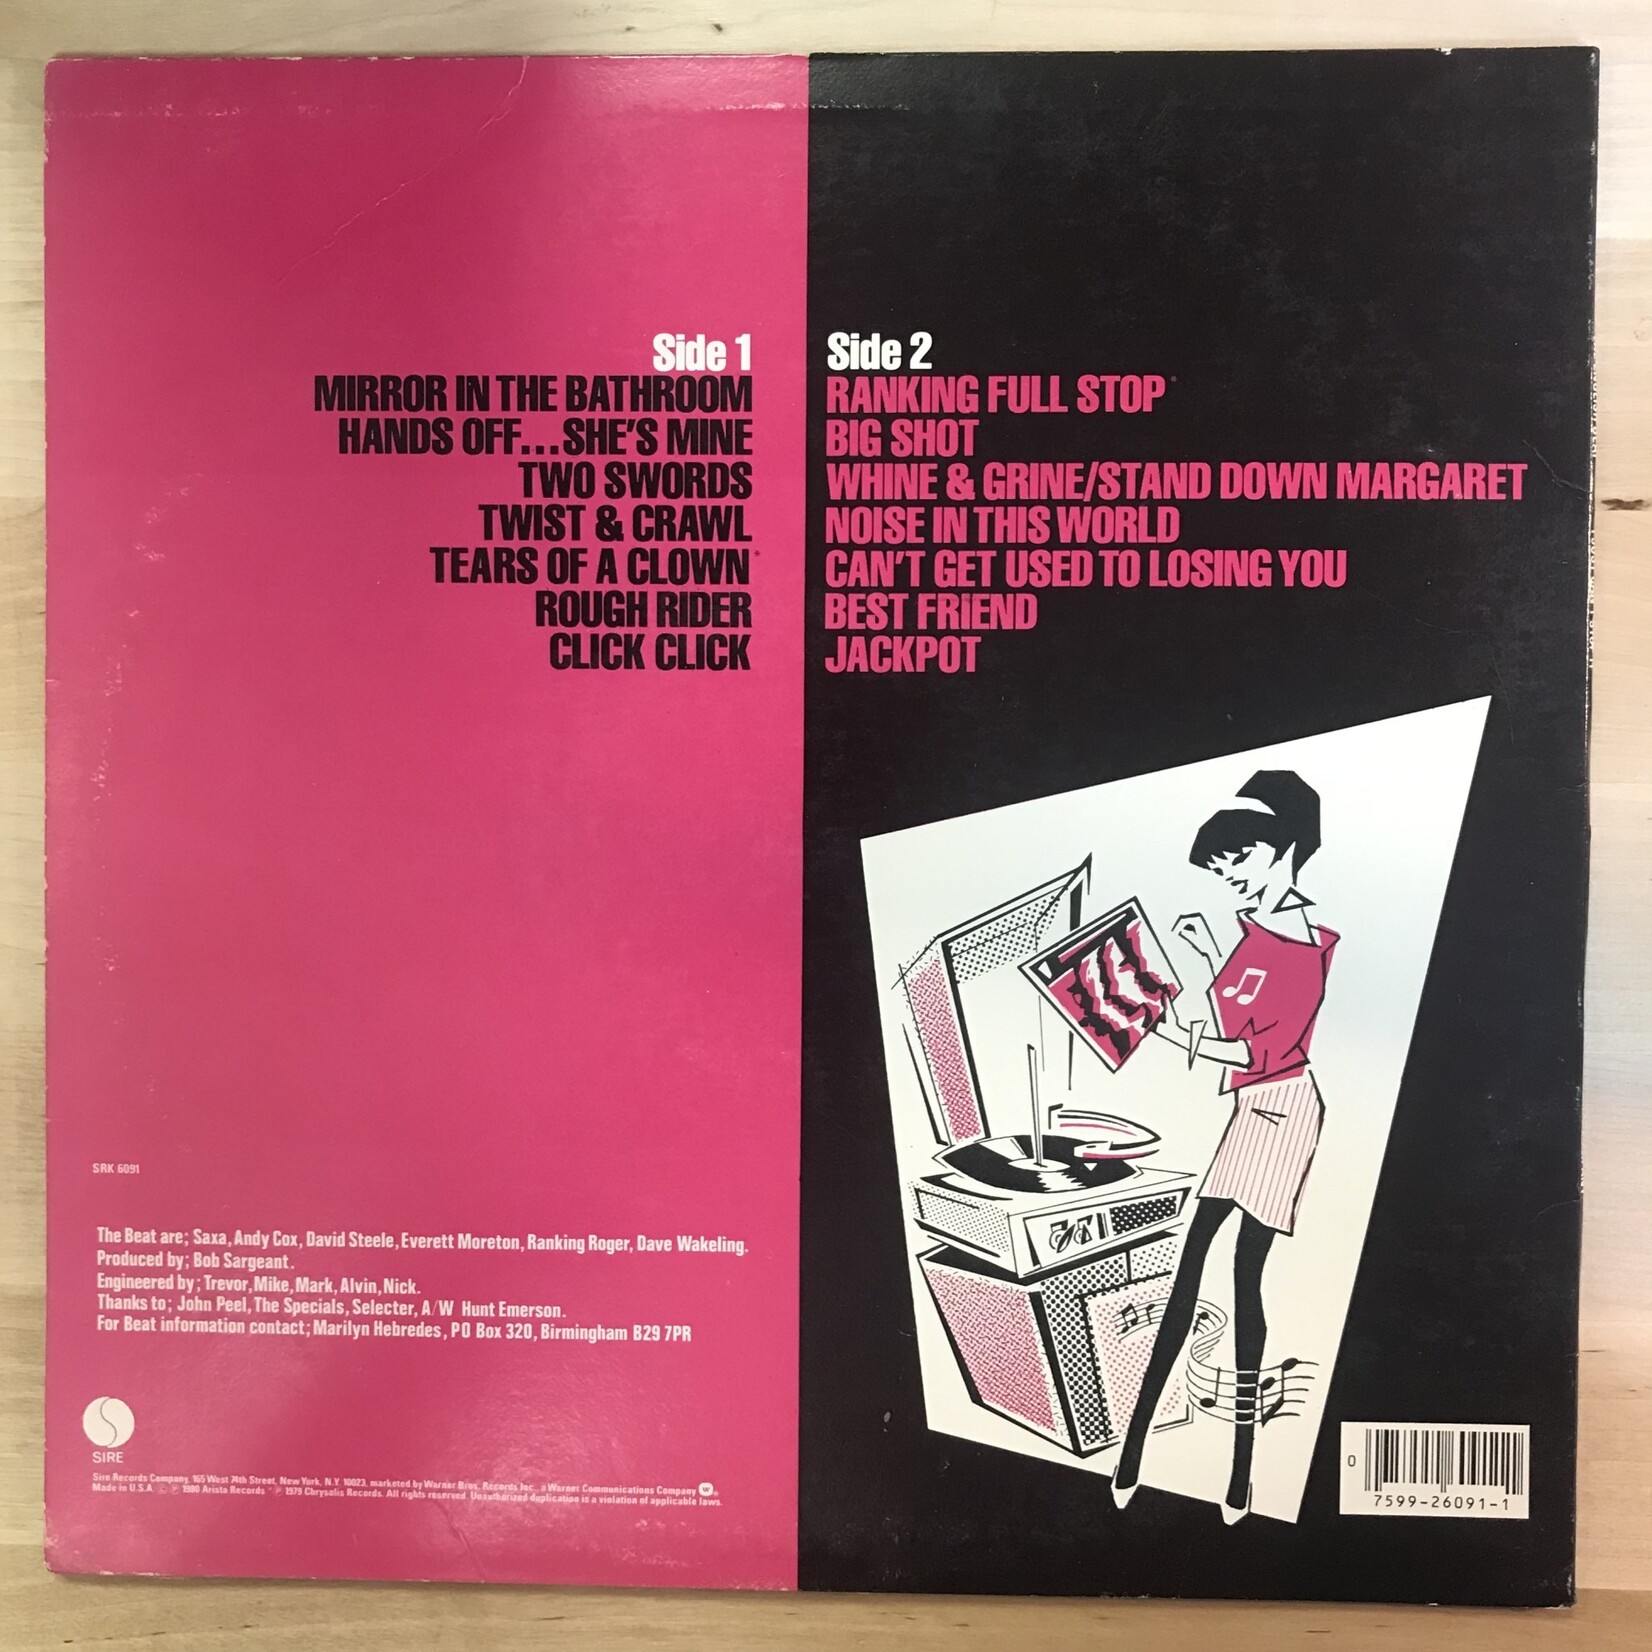 Side 1
MIRROR IN THE BATHROOM
HANDS OFF...SHE'S MINE
TWO SWORDS
TWIST & CRAWL
TEARS OF A CLOWN*
ROUGH RIDER
CLICK CLICK
Side 2
RANKING FULL STOP*
BIG SHOT
WHINE & GRINE/STAND DOWN MARGARET
NOISE IN THIS WORLD
CAN'T GET USED TO LOSING YOU
BEST FRIEND
JACKPOT
SRK 6091
The Beat are; Saxa, Andy Cox, David Steele, Everett Moreton, Ranking Roger, Dave Wakeling.
Produced by; Bob Sargeant.
Engineered by; Trevor, Mike, Mark, Alvin, Nick.
Thanks to; John Peel, The Specials, Selecter, A/W Hunt Emerson.
For Beat information contact; Marilyn Hebredes, PO Box 320, Birmingham B29 7PR
SIRE
Sire Records Company, 165 West 74th Street, New York, N.Y. 10023, marketed by Warner Bros. Records Inc., a Warner Communications Company
Made in U.S.A. © ℗ 1980 Arista Records * ℗ 1979 Chrysalis Records. All rights reserved. Unauthorized duplication is a violation of applicable laws.
0
7599-26091-1